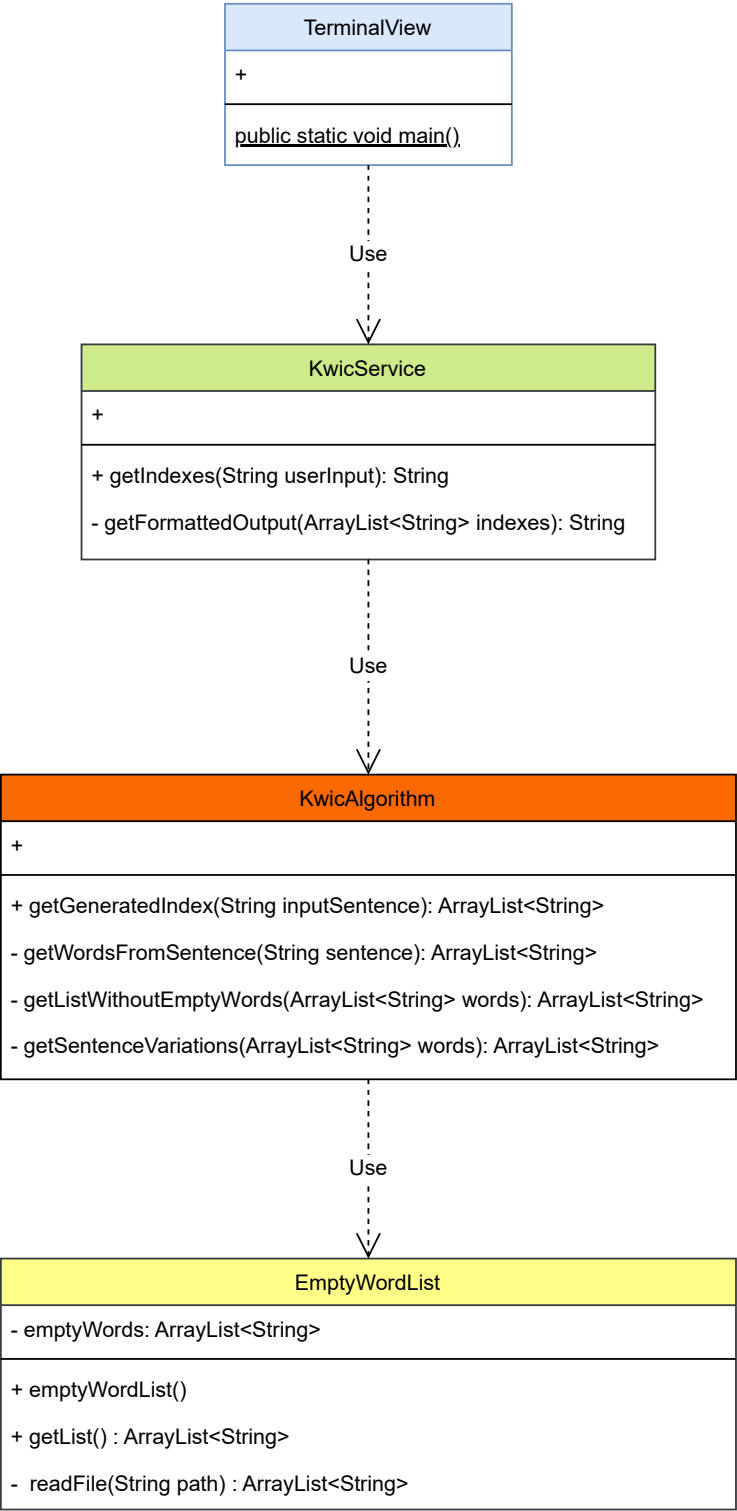 TerminalView
+
public static void main()
Use
KwicService
+
+ getIndexes(String userInput): String
- getFormattedOutput(ArrayList<String> indexes): String
Use
KwicAlgorithm
+
+ getGeneratedIndex(String inputSentence): ArrayList<String>
- getWordsFromSentence(String sentence): ArrayList<String>
- getListWithoutEmptyWords(ArrayList<String> words): ArrayList<String>
- getSentenceVariations(ArrayList<String> words): ArrayList<String>
Use
EmptyWordList
- emptyWords: ArrayList<String>
+ emptyWordList()
+ getList() : ArrayList<String>
- readFile(String path) : ArrayList<String>